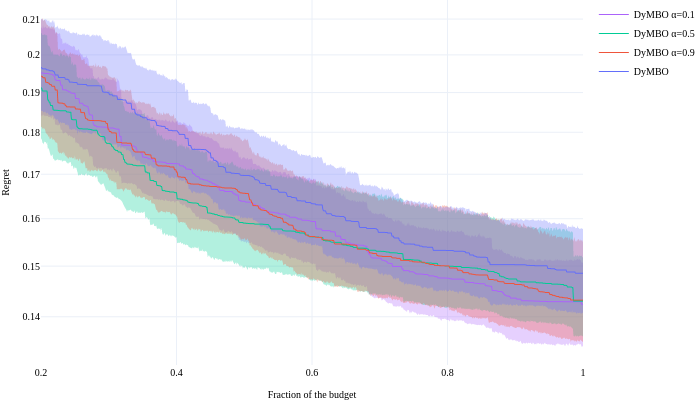 0.21
0.2
0.19
0.18
0.17
0.16
0.15
0.14
Regret
0.2 0.4 0.6 0.8 1
Fraction of the budget
DyMBO α=0.1
DyMBO α=0.5
DyMBO α=0.9
DyMBO